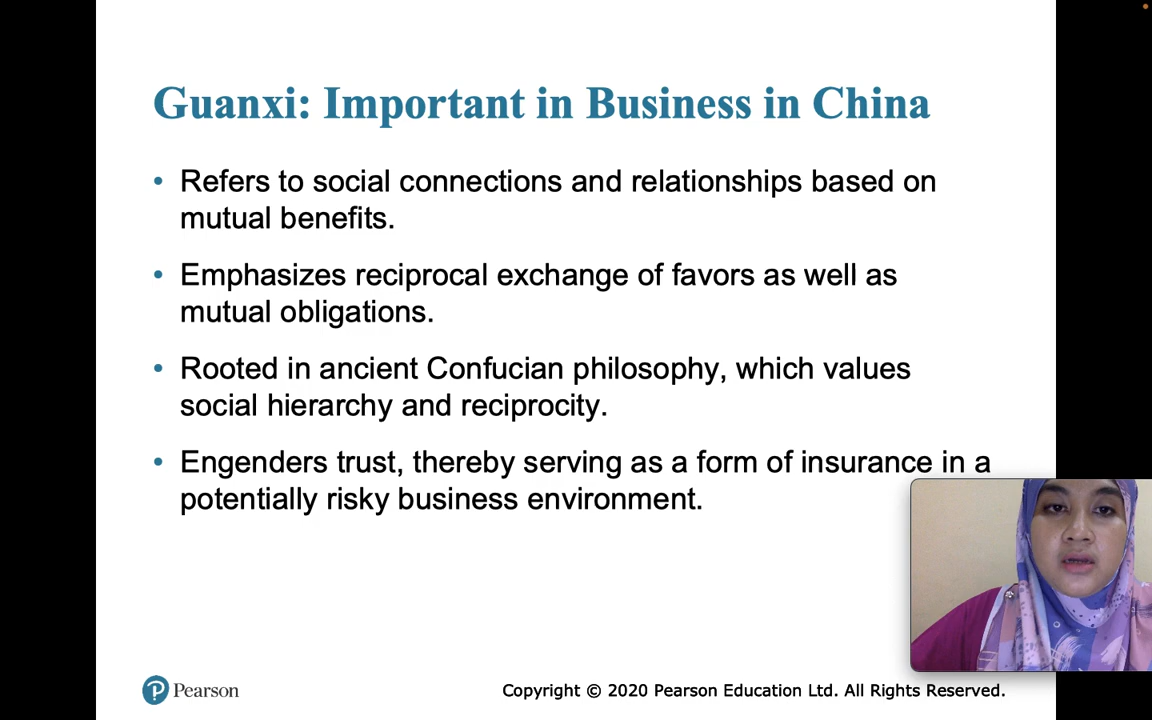 Guanxi: Important in Business in China
• Refers to social connections and relationships based on
mutual benefits.
• Emphasizes reciprocal exchange of favors as well as
mutual obligations.
• Rooted in ancient Confucian philosophy, which values
social hierarchy and reciprocity.
• Engenders trust, thereby serving as a form of insurance in a
potentially risky business environment.
P Pearson
Copyright © 2020 Pearson Education Ltd. All Rights Reserved.